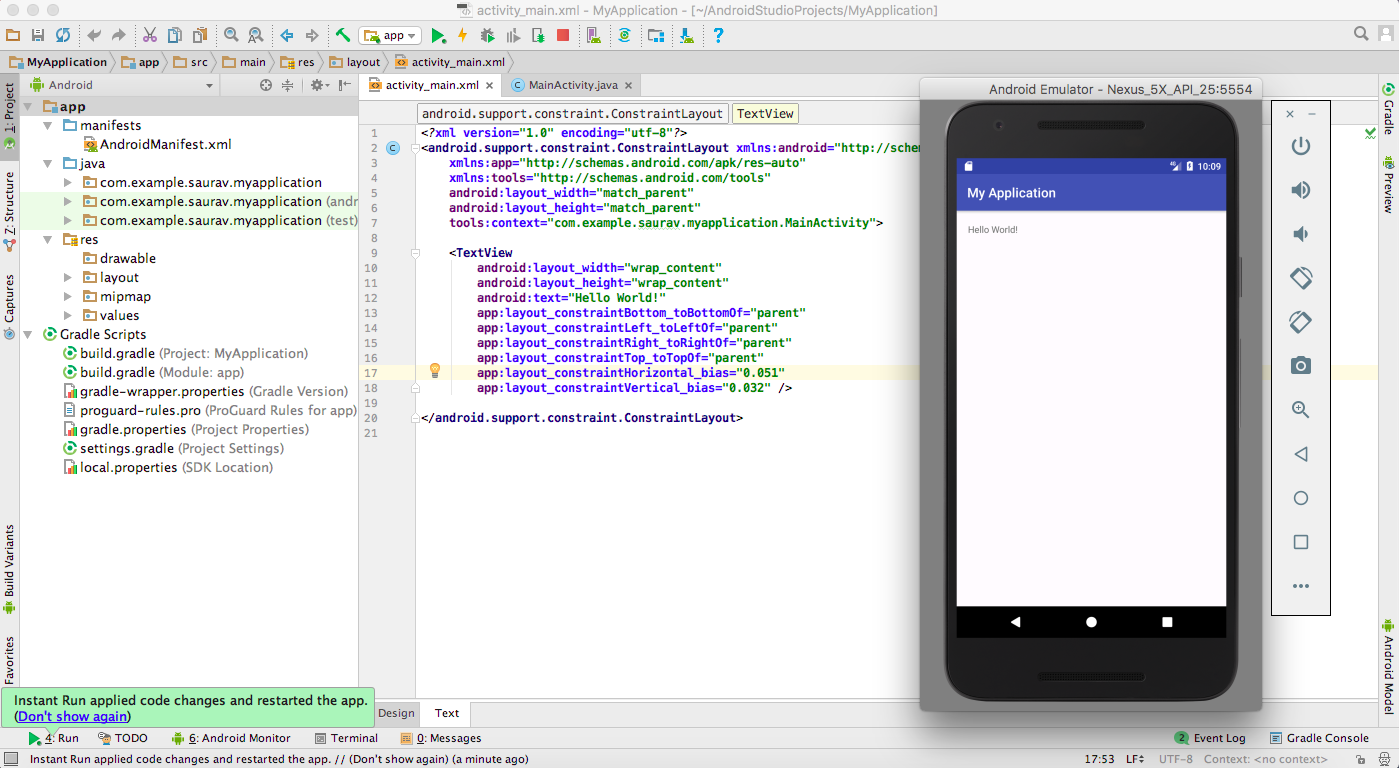 activity_main.xml - MyApplication - [~/AndroidStudioProjects/MyApplication]
app
MyApplication app src main res layout activity_main.xml
1: Project
Z: Structure
Captures
Build Variants
Favorites
Android
app
manifests
AndroidManifest.xml
java
com.example.saurav.myapplication
com.example.saurav.myapplication (andr
com.example.saurav.myapplication (test)
res
drawable
layout
mipmap
values
Gradle Scripts
build.gradle (Project: MyApplication)
build.gradle (Module: app)
gradle-wrapper.properties (Gradle Version)
proguard-rules.pro (ProGuard Rules for app)
gradle.properties (Project Properties)
settings.gradle (Project Settings)
local.properties (SDK Location)
activity_main.xml MainActivity.java
android.support.constraint.ConstraintLayout TextView
1 <?xml version="1.0" encoding="utf-8"?>
2 <android.support.constraint.ConstraintLayout xmlns:android="http://schem
3 xmlns:app="http://schemas.android.com/apk/res-auto"
4 xmlns:tools="http://schemas.android.com/tools"
5 android:layout_width="match_parent"
6 android:layout_height="match_parent"
7 tools:context="com.example.saurav.myapplication.MainActivity">
8
9 <TextView
10 android:layout_width="wrap_content"
11 android:layout_height="wrap_content"
12 android:text="Hello World!"
13 app:layout_constraintBottom_toBottomOf="parent"
14 app:layout_constraintLeft_toLeftOf="parent"
15 app:layout_constraintRight_toRightOf="parent"
16 app:layout_constraintTop_toTopOf="parent"
17 app:layout_constraintHorizontal_bias="0.051"
18 app:layout_constraintVertical_bias="0.032" />
19
20 </android.support.constraint.ConstraintLayout>
21
Design Text
Android Emulator - Nexus_5X_API_25:5554
10:09
My Application
Hello World!
Gradle
Preview
Android Model
Instant Run applied code changes and restarted the app.
(Don't show again)
4: Run TODO 6: Android Monitor Terminal 0: Messages 2 Event Log Gradle Console
Instant Run applied code changes and restarted the app. // (Don't show again) (a minute ago) 17:53 LF UTF-8 Context: <no context>